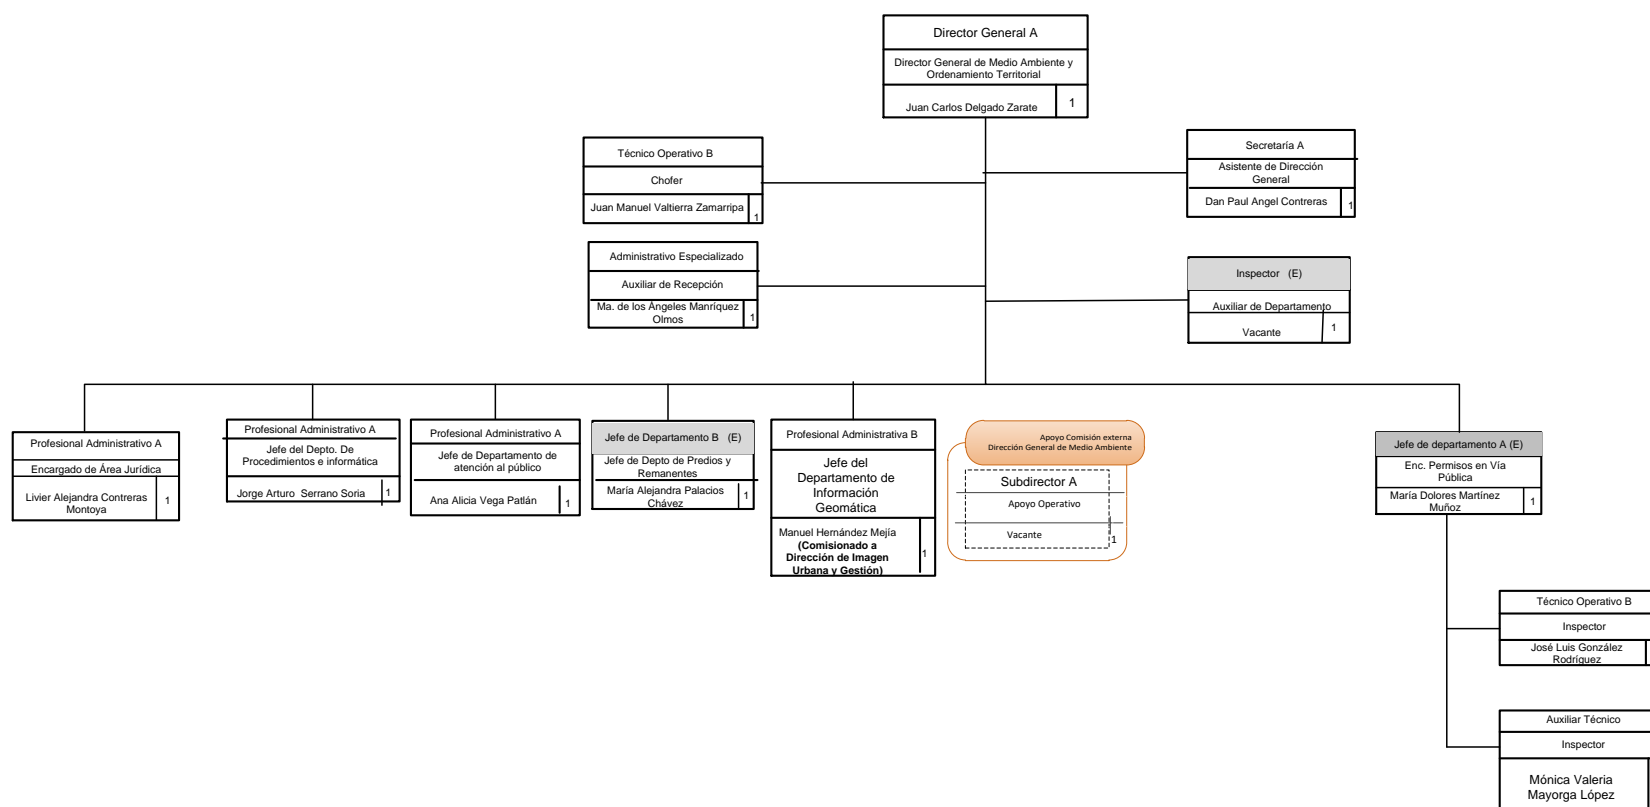 Director General A
Director General de Medio Ambiente y
Ordenamiento Territorial
Juan Carlos Delgado Zarate
1
Técnico Operativo B
Chofer
Juan Manuel Valtierra Zamarripa
1
Secretaría A
Asistente de Dirección
General
Dan Paul Angel Contreras
1
Administrativo Especializado
Auxiliar de Recepción
Ma. de los Ángeles Manríquez
Olmos
1
Inspector (E)
Auxiliar de Departamento
Vacante
1
Profesional Administrativo A
Encargado de Área Jurídica
Livier Alejandra Contreras
Montoya
1
Profesional Administrativo A
Jefe del Depto. De
Procedimientos e informática
Jorge Arturo Serrano Soria
1
Profesional Administrativo A
Jefe de Departamento de
atención al público
Ana Alicia Vega Patlán
1
Jefe de Departamento B (E)
Jefe de Depto de Predios y
Remanentes
María Alejandra Palacios
Chávez
1
Profesional Administrativa B
Jefe del
Departamento de
Información
Geomática
Manuel Hernández Mejía
(Comisionado a
Dirección de Imagen
Urbana y Gestión)
1
Apoyo Comisión externa
Dirección General de Medio Ambiente
Subdirector A
Apoyo Operativo
Vacante
1
Jefe de departamento A (E)
Enc. Permisos en Vía
Pública
María Dolores Martínez
Muñoz
1
Técnico Operativo B
Inspector
José Luis González
Rodríguez
Auxiliar Técnico
Inspector
Mónica Valeria
Mayorga López